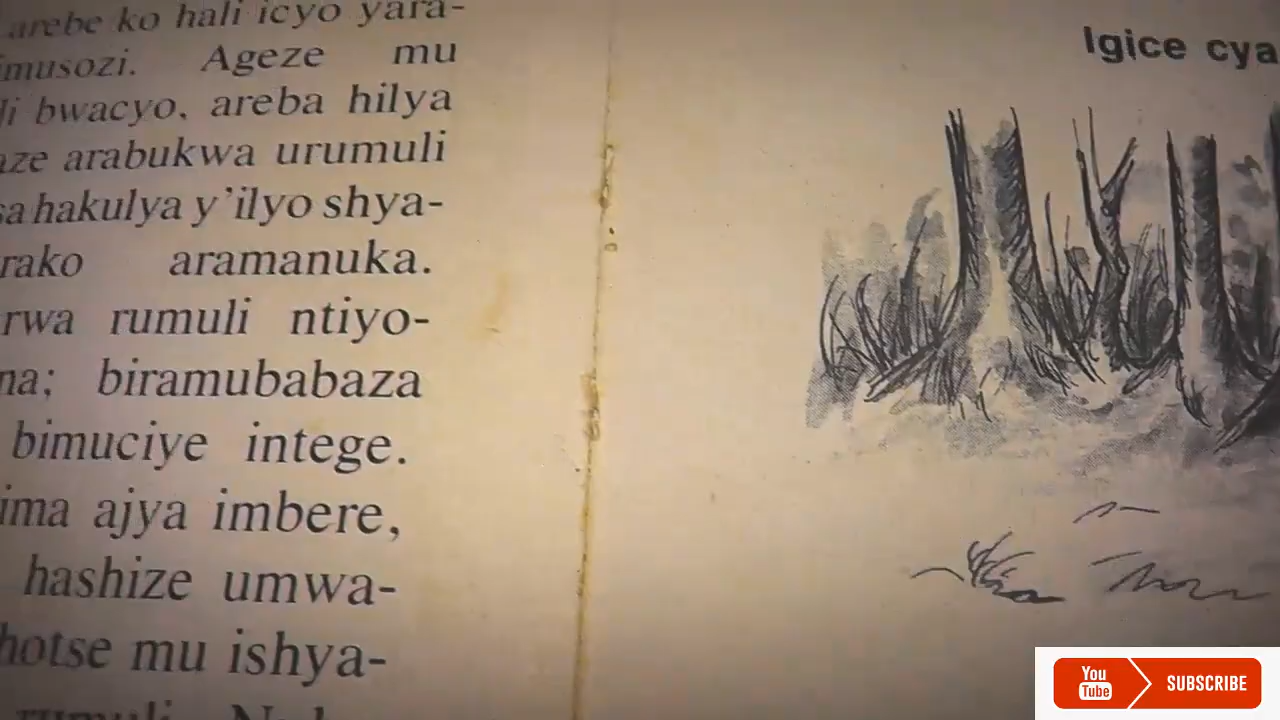 arebe ko hali icyo yara-
imusozi. Ageze mu
bwacyo, areba hilya
aze arabukwa urumuli
sa hakulya y'ilyo shya-
rako aramanuka.
rwa rumuli ntiyo-
na; biramubabaza
bimuciye intege.
ima ajya imbere,
hashize umwa-
hotse mu ishya-
rumuli.
Igice cya
You
Tube
SUBSCRIBE